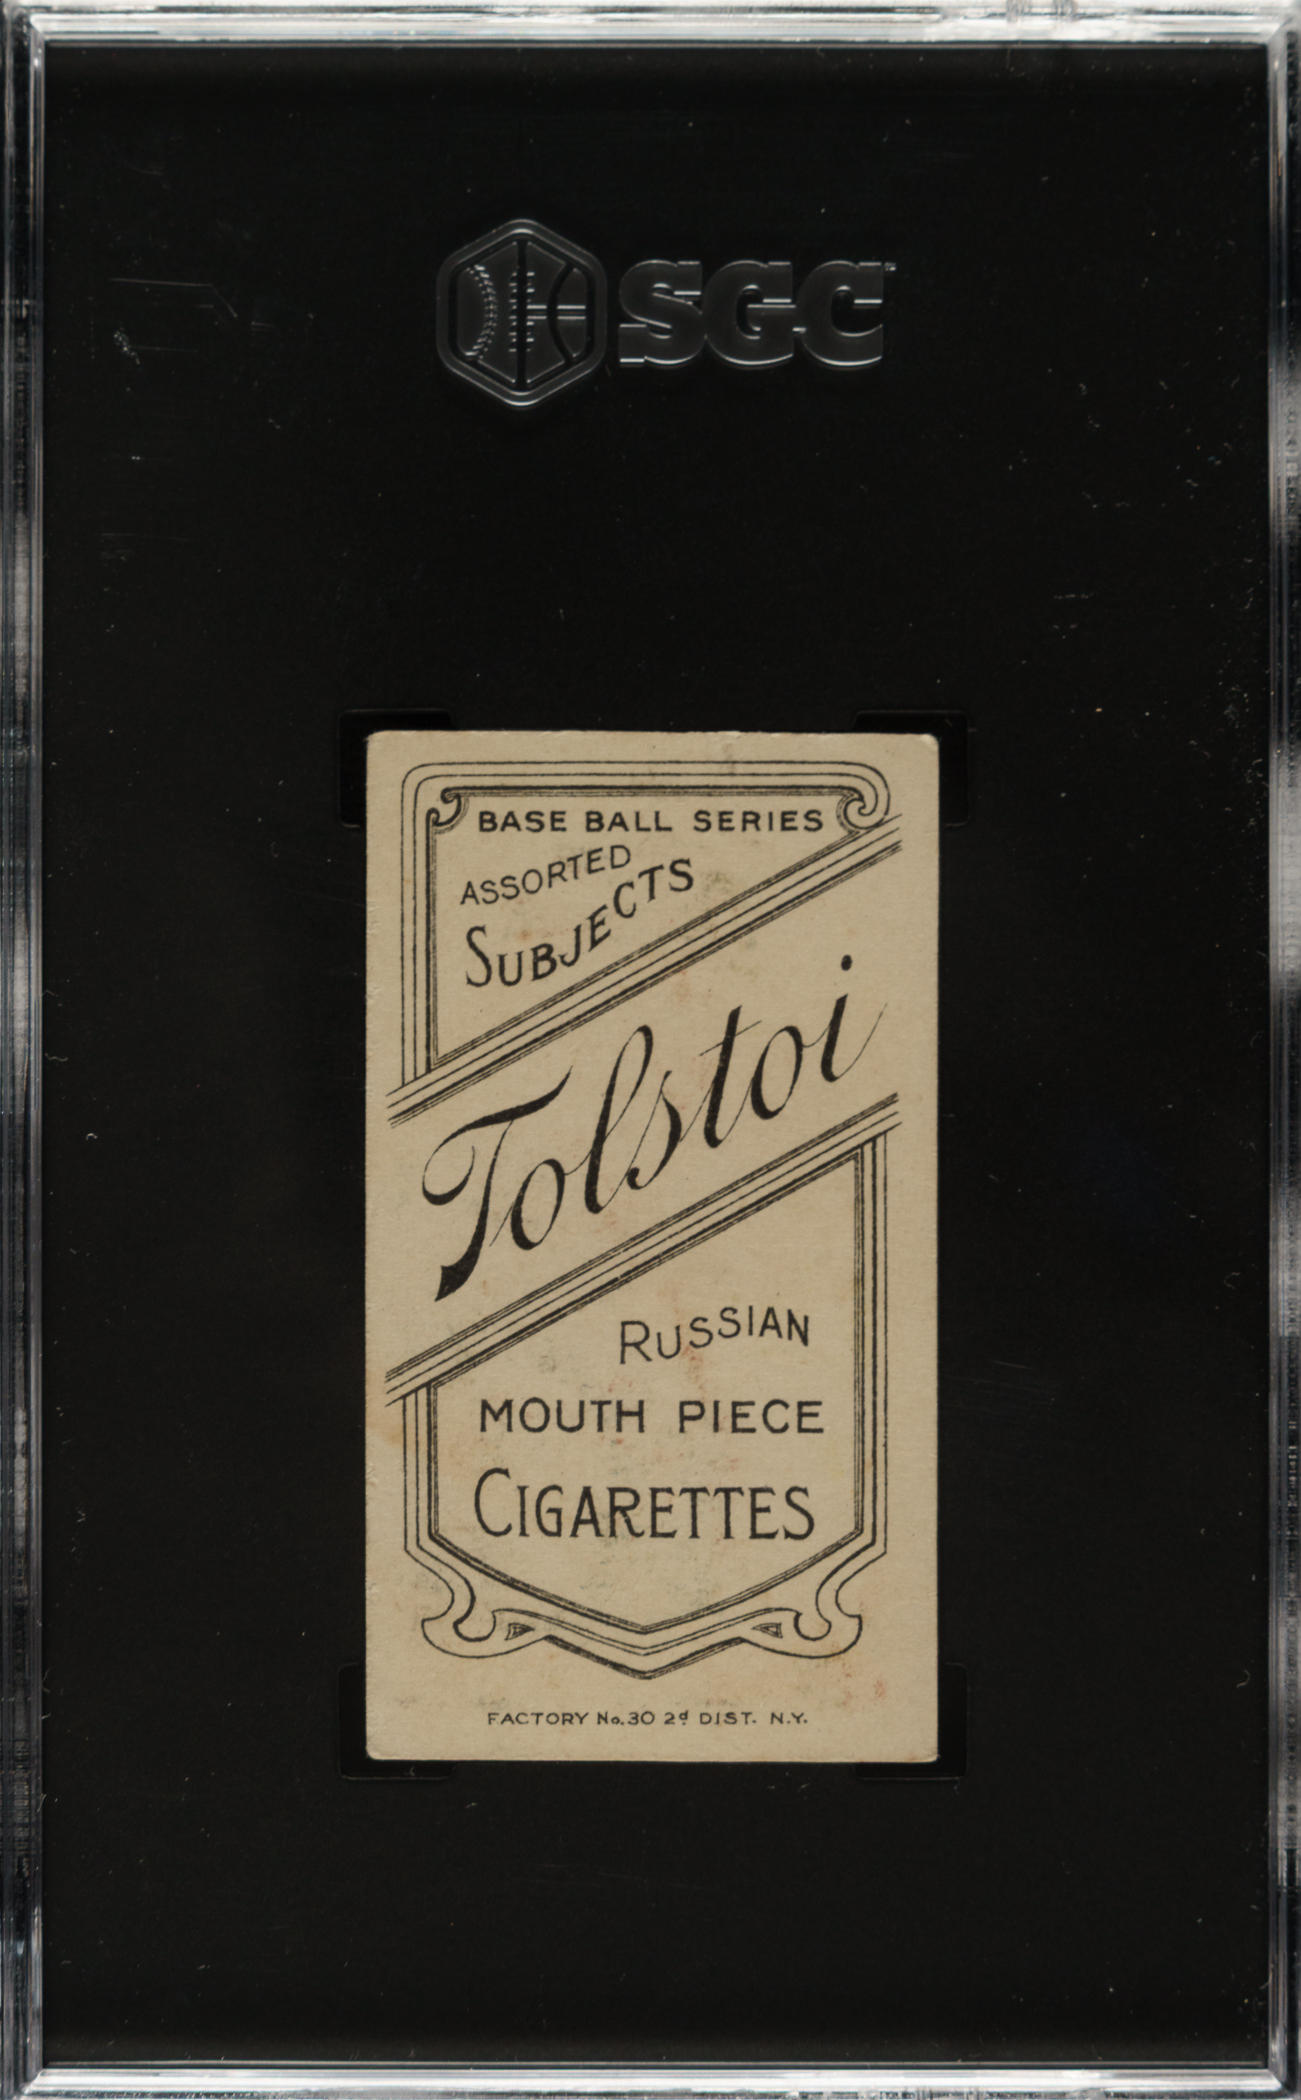 SGC
BASE BALL SERIES
ASSORTED
SUBJECTS
Tolstoi
RUSSIAN
MOUTH PIECE
CIGARETTES
FACTORY No. 30 2d DIST. N.Y.